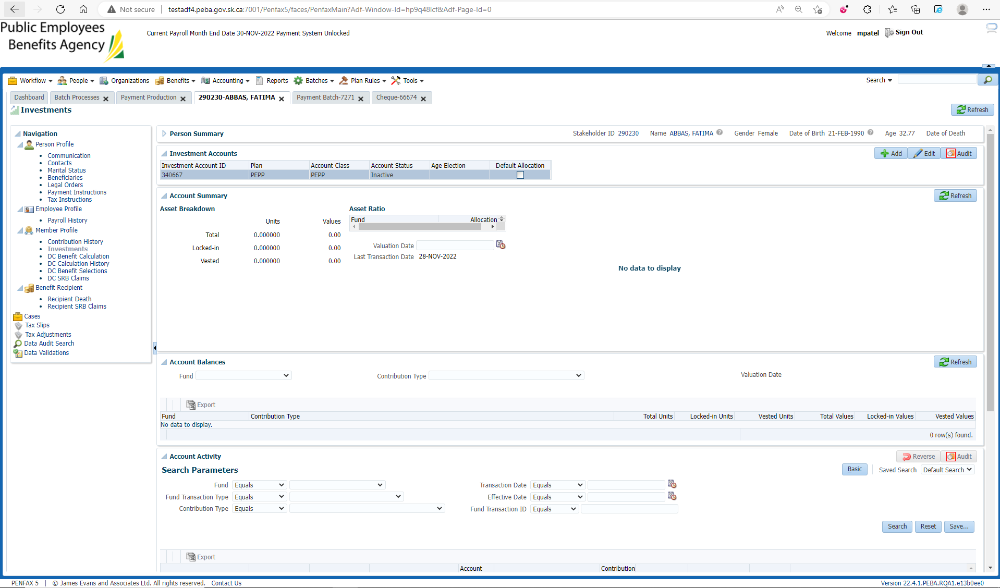 Not secure
testadf4.peba.gov.sk.ca:7001/Penfax5/faces/PenfaxMain?Adf-Window-Id=hp9q48lcf&Adf-Page-Id=0
Public Employees
Benefits Agency
Current Payroll Month End Date 30-NOV-2022 Payment System Unlocked
Welcome mpatel Sign Out
Workflow People Organizations Benefits Accounting Reports Batches Plan Rules Tools Search
Dashboard Batch Processes Payment Production 290230-ABBAS, FATIMA Payment Batch-7271 Cheque-66674
Investments Refresh
Navigation
Person Profile
Communication
Contacts
Marital Status
Beneficiaries
Legal Orders
Payment Instructions
Tax Instructions
Employee Profile
Payroll History
Member Profile
Contribution History
Investments
DC Benefit Calculation
DC Calculation History
DC Benefit Selections
DC SRB Claims
Benefit Recipient
Recipient Death
Recipient SRB Claims
Cases
Tax Slips
Tax Adjustments
Data Audit Search
Data Validations
Person Summary Stakeholder ID 290230 Name ABBAS, FATIMA Gender Female Date of Birth 21-FEB-1990 Age 32.77 Date of Death
Investment Accounts Add Edit Audit
Investment Account ID Plan Account Class Account Status Age Election Default Allocation
340667 PEPP PEPP Inactive
Account Summary Refresh
Asset Breakdown Asset Ratio
Units Values
Fund Allocation
Total 0.000000 0.00
Locked-in 0.000000 0.00
Vested 0.000000 0.00
Valuation Date
Last Transaction Date 28-NOV-2022
No data to display
Account Balances Refresh
Fund Contribution Type Valuation Date
Export
Fund Contribution Type Total Units Locked-in Units Vested Units Total Values Locked-in Values Vested Values
No data to display.
0 row(s) found.
Account Activity Reverse Audit
Search Parameters Basic Saved Search Default Search
Fund Equals Transaction Date Equals
Fund Transaction Type Equals Effective Date Equals
Contribution Type Equals Fund Transaction ID Equals
Search Reset Save...
Export
Account Contribution
PENFAX 5 | © James Evans and Associates Ltd. All rights reserved. Contact Us Version 22.4.1.PEBA.RQA1.e13b0ee0